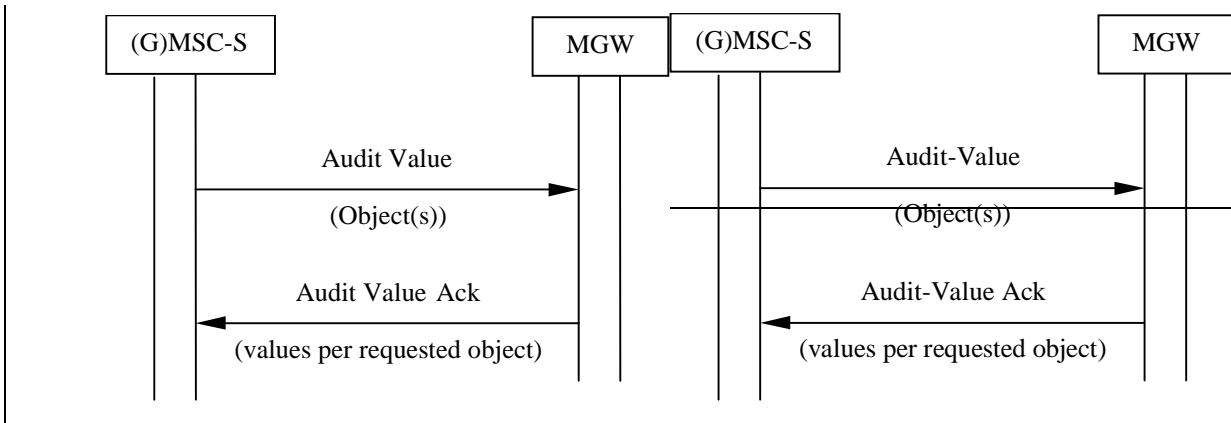 (G)MSC-S
MGW
Audit Value
(Object(s))
Audit Value Ack
(values per requested object)
(G)MSC-S
MGW
Audit-Value
(Object(s))
Audit-Value Ack
(values per requested object)